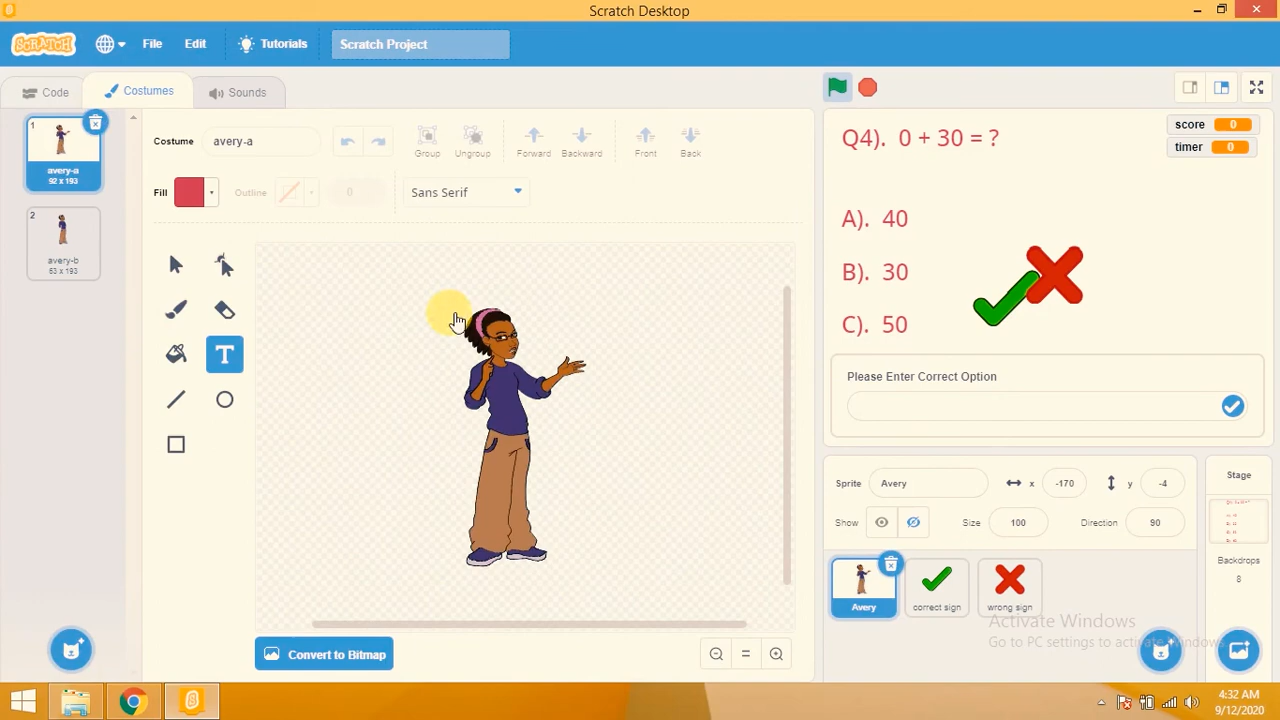 Scratch Desktop
SCRATCH File Edit Tutorials Scratch Project
Code Costumes Sounds
1
avery-a
92 x 193
2
avery-b
63 x 193
Costume avery-a Group Ungroup Forward Backward Front Back
Fill Outline 0 Sans Serif
T
Convert to Bitmap
Q4). 0 + 30 = ?
score 0
timer 0
A). 40
B). 30
C). 50
Please Enter Correct Option
Sprite Avery x -170 y -4
Show Size 100 Direction 90
Avery correct sign wrong sign
Stage
Backdrops
8
Activate Windows
Go to PC settings to activate Windows.
4:32 AM
9/12/2020